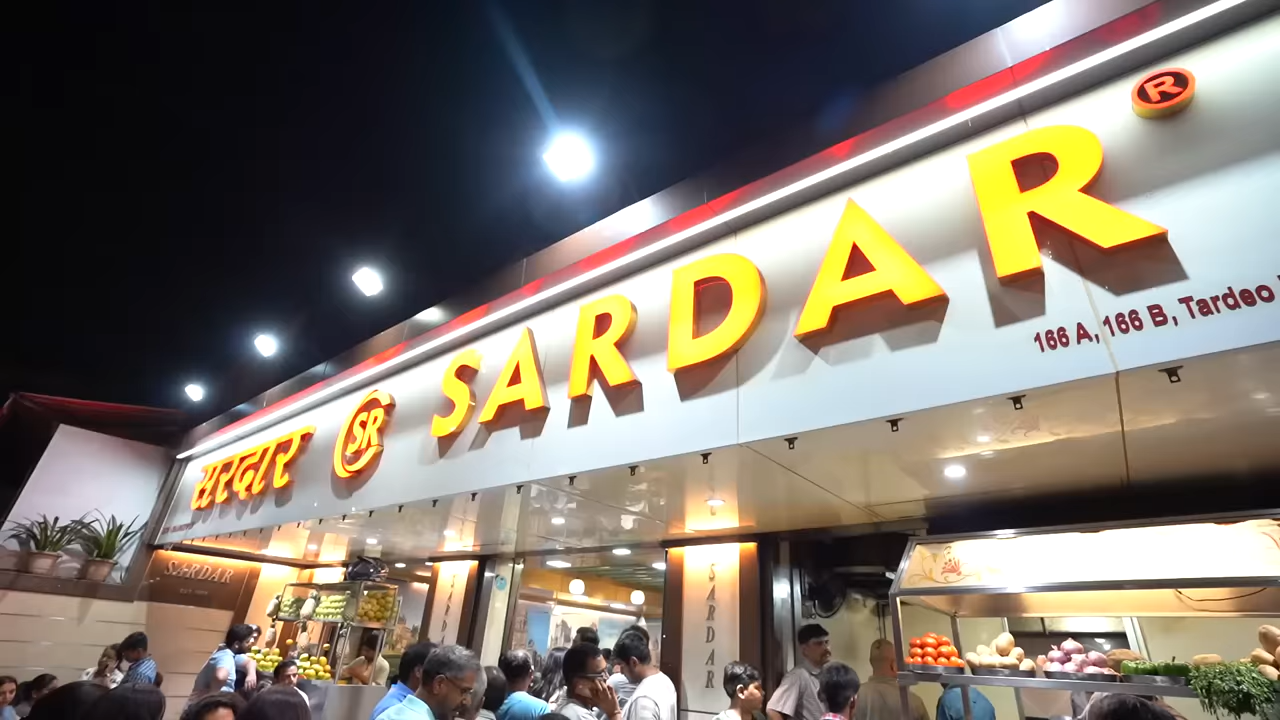 सरदार SR SARDAR ®
166 A, 166 B, Tardeo
SARDAR
SARDAR
SARDAR